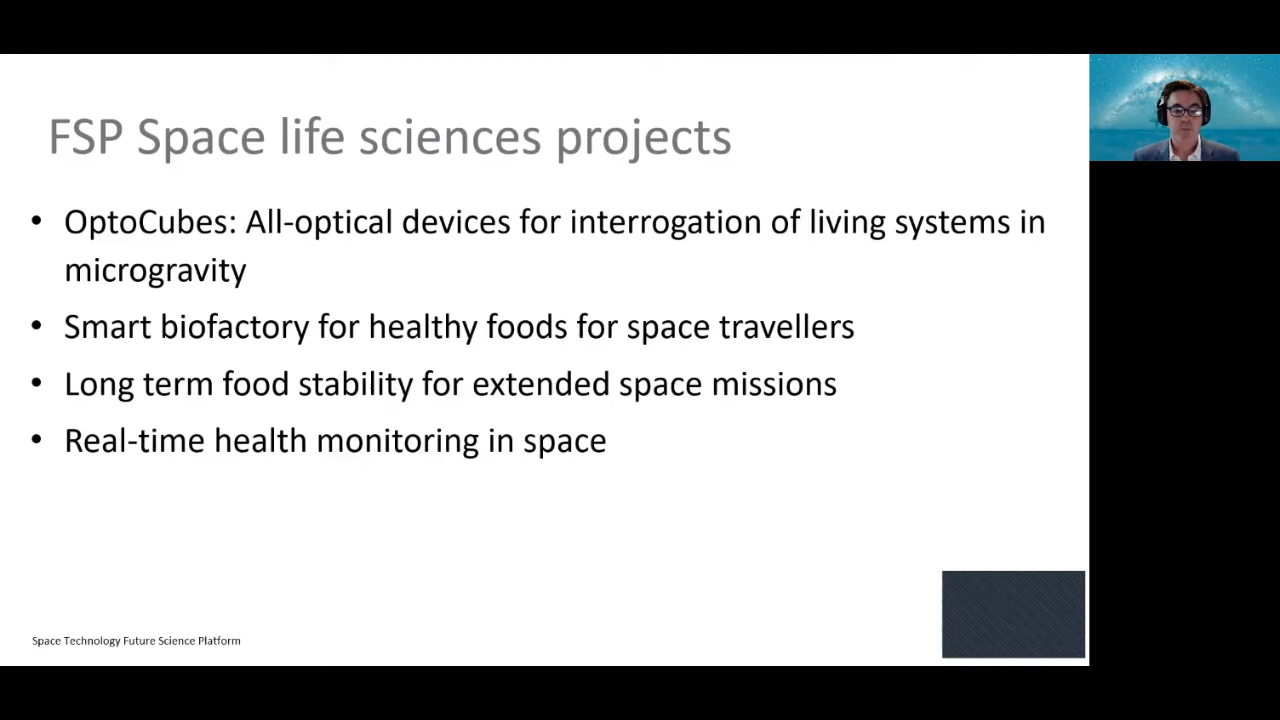 FSP Space life sciences projects
• OptoCubes: All-optical devices for interrogation of living systems in
microgravity
• Smart biofactory for healthy foods for space travellers
• Long term food stability for extended space missions
• Real-time health monitoring in space
Space Technology Future Science Platform